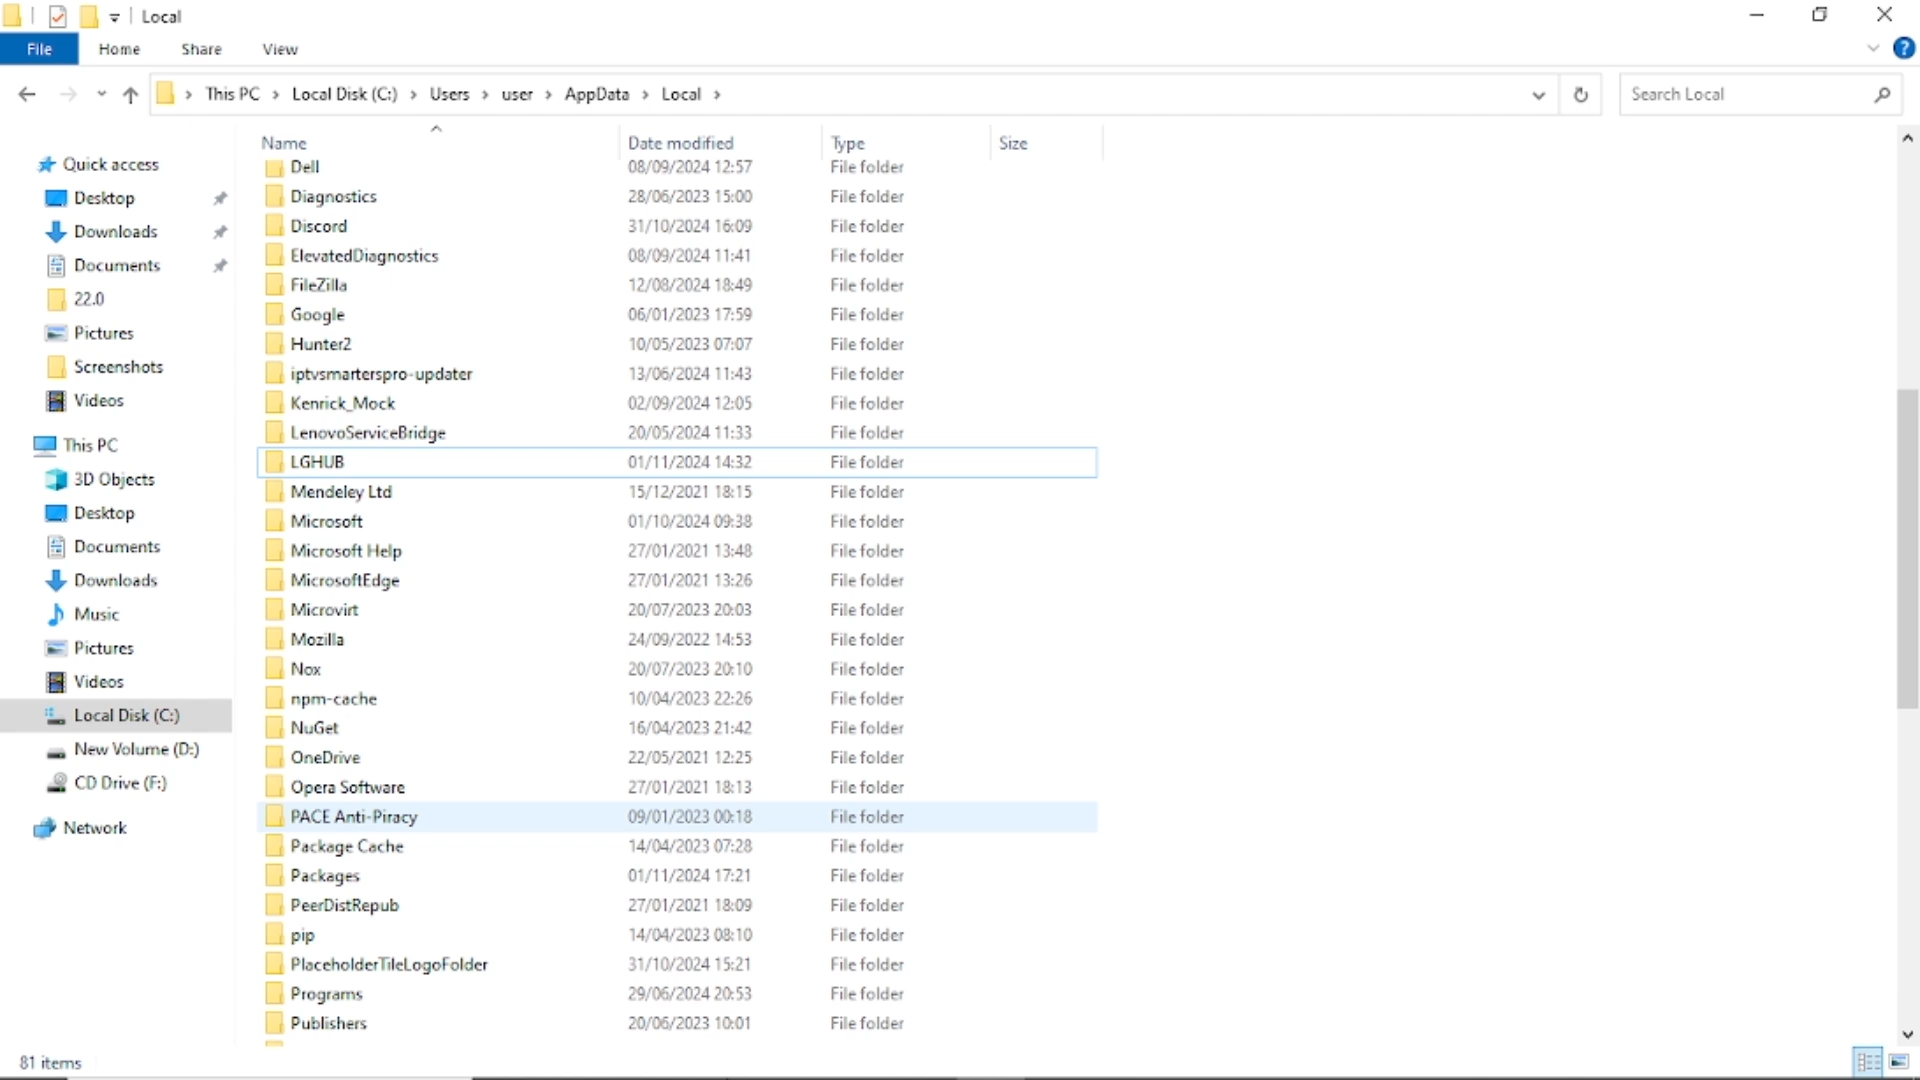 Local
File Home Share View
This PC Local Disk (C:) Users user AppData Local
Search Local
Name Date modified Type Size
Quick access
Desktop
Downloads
Documents
22.0
Pictures
Screenshots
Videos
This PC
3D Objects
Desktop
Documents
Downloads
Music
Pictures
Videos
Local Disk (C:)
New Volume (D:)
CD Drive (F:)
Network
Dell 08/09/2024 12:57 File folder
Diagnostics 28/06/2023 15:00 File folder
Discord 31/10/2024 16:09 File folder
ElevatedDiagnostics 08/09/2024 11:41 File folder
FileZilla 12/08/2024 18:49 File folder
Google 06/01/2023 17:59 File folder
Hunter2 10/05/2023 07:07 File folder
iptvsmarterspro-updater 13/06/2024 11:43 File folder
Kenrick_Mock 02/09/2024 12:05 File folder
LenovoServiceBridge 20/05/2024 11:33 File folder
LGHUB 01/11/2024 14:32 File folder
Mendeley Ltd 15/12/2021 18:15 File folder
Microsoft 01/10/2024 09:38 File folder
Microsoft Help 27/01/2021 13:48 File folder
MicrosoftEdge 27/01/2021 13:26 File folder
Microvirt 20/07/2023 20:03 File folder
Mozilla 24/09/2022 14:53 File folder
Nox 20/07/2023 20:10 File folder
npm-cache 10/04/2023 22:26 File folder
NuGet 16/04/2023 21:42 File folder
OneDrive 22/05/2021 12:25 File folder
Opera Software 27/01/2021 18:13 File folder
PACE Anti-Piracy 09/01/2023 00:18 File folder
Package Cache 14/04/2023 07:28 File folder
Packages 01/11/2024 17:21 File folder
PeerDistRepub 27/01/2021 18:09 File folder
pip 14/04/2023 08:10 File folder
PlaceholderTileLogoFolder 31/10/2024 15:21 File folder
Programs 29/06/2024 20:53 File folder
Publishers 20/06/2023 10:01 File folder
81 items